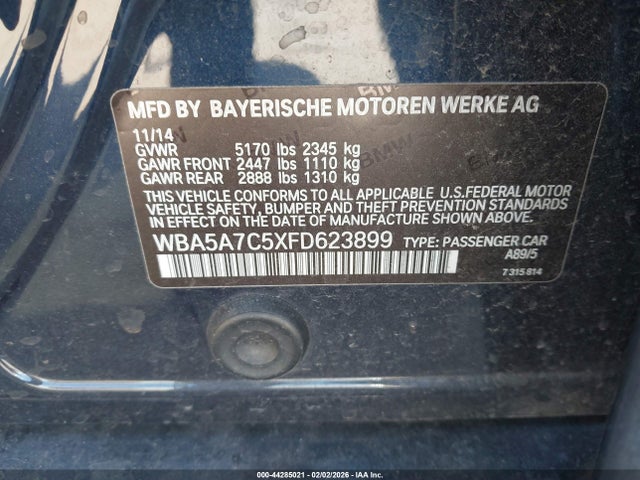 MFD BY BAYERISCHE MOTOREN WERKE AG
11/14
GVWR 5170 lbs 2345 kg
GAWR FRONT 2447 lbs 1110 kg
GAWR REAR 2888 lbs 1310 kg
THIS VEHICLE CONFORMS TO ALL APPLICABLE U.S.FEDERAL MOTOR
VEHICLE SAFETY, BUMPER AND THEFT PREVENTION STANDARDS
IN EFFECT ON THE DATE OF MANUFACTURE SHOWN ABOVE.
WBA5A7C5XFD623899 TYPE: PASSENGER CAR
A89/5
7 315 814
000-44285021 - 02/02/2026 - IAA Inc.